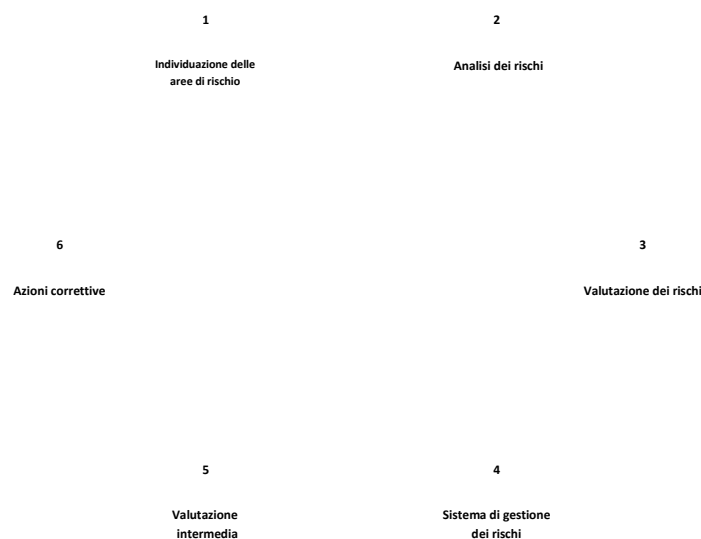 1
Individuazione delle
aree di rischio
2
Analisi dei rischi
3
Valutazione dei rischi
4
Sistema di gestione
dei rischi
5
Valutazione
intermedia
6
Azioni correttive